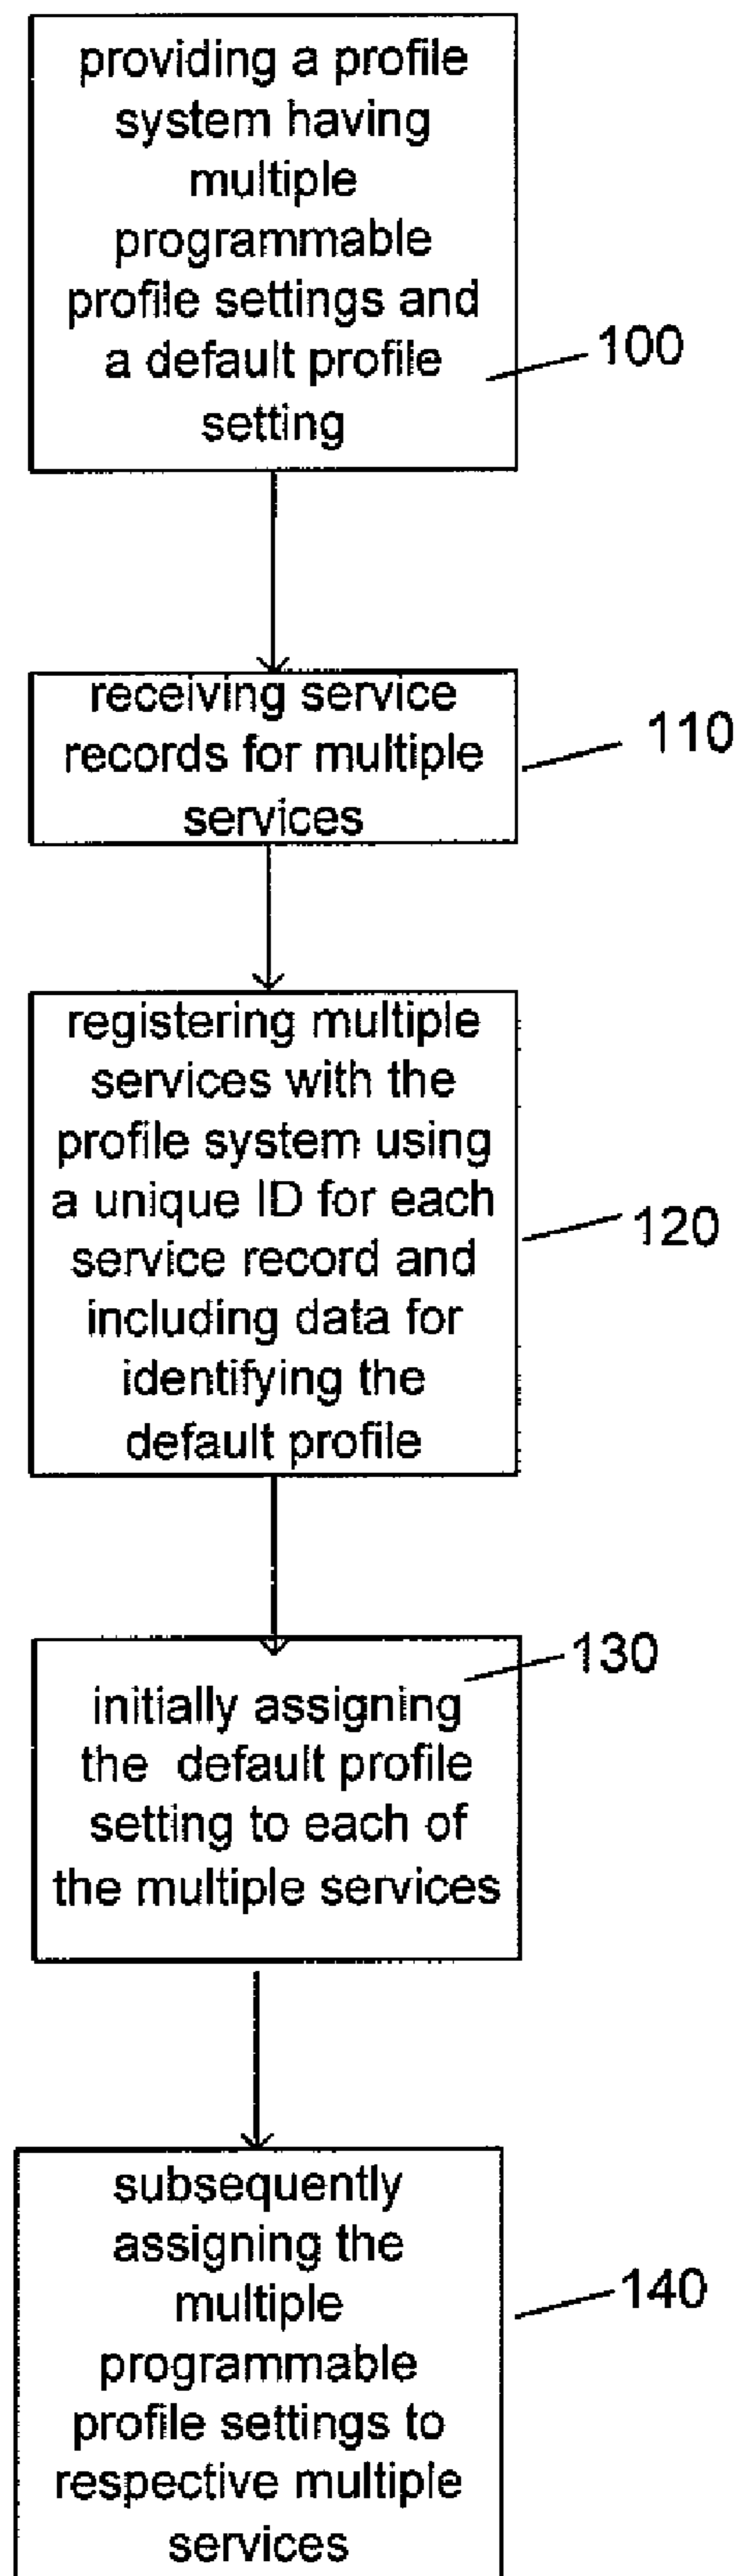 providing a profile
system having
multiple
programmable
profile settings and
a default profile
setting
100
receiving service
records for multiple
services
110
registering multiple
services with the
profile system using
a unique ID for each
service record and
including data for
identifying the
default profile
120
130
initially assigning
the default profile
setting to each of
the multiple services
subsequently
assigning the
multiple
programmable
profile settings to
respective multiple
services
140